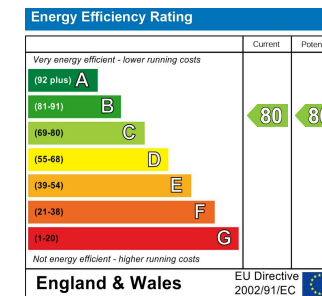 Energy Efficiency Rating
Current
Very energy efficient - lower running costs
(92 plus) A
(81-91) B
(69-80) C
(55-68) D
(39-54) E
(21-38) F
(1-20) G
80
Not energy efficient - higher running costs
England & Wales
EU Directive
2002/91/EC